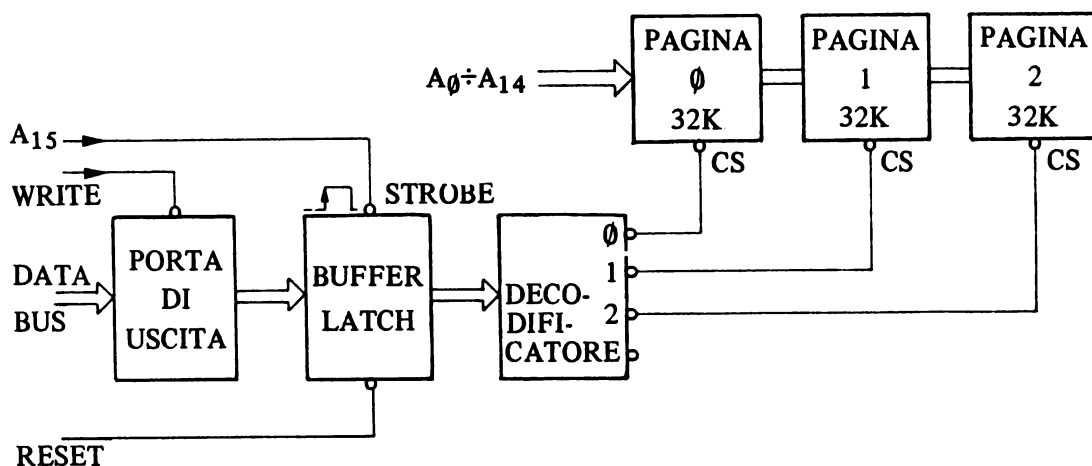 PAGINA
Ø
32K
PAGINA
1
32K
PAGINA
2
32K
AØ÷A14
CS
CS
CS
A15
WRITE
STROBE
DATA
BUS
PORTA
DI
USCITA
BUFFER
LATCH
DECO-
DIFI-
CATORE
Ø
1
2
RESET